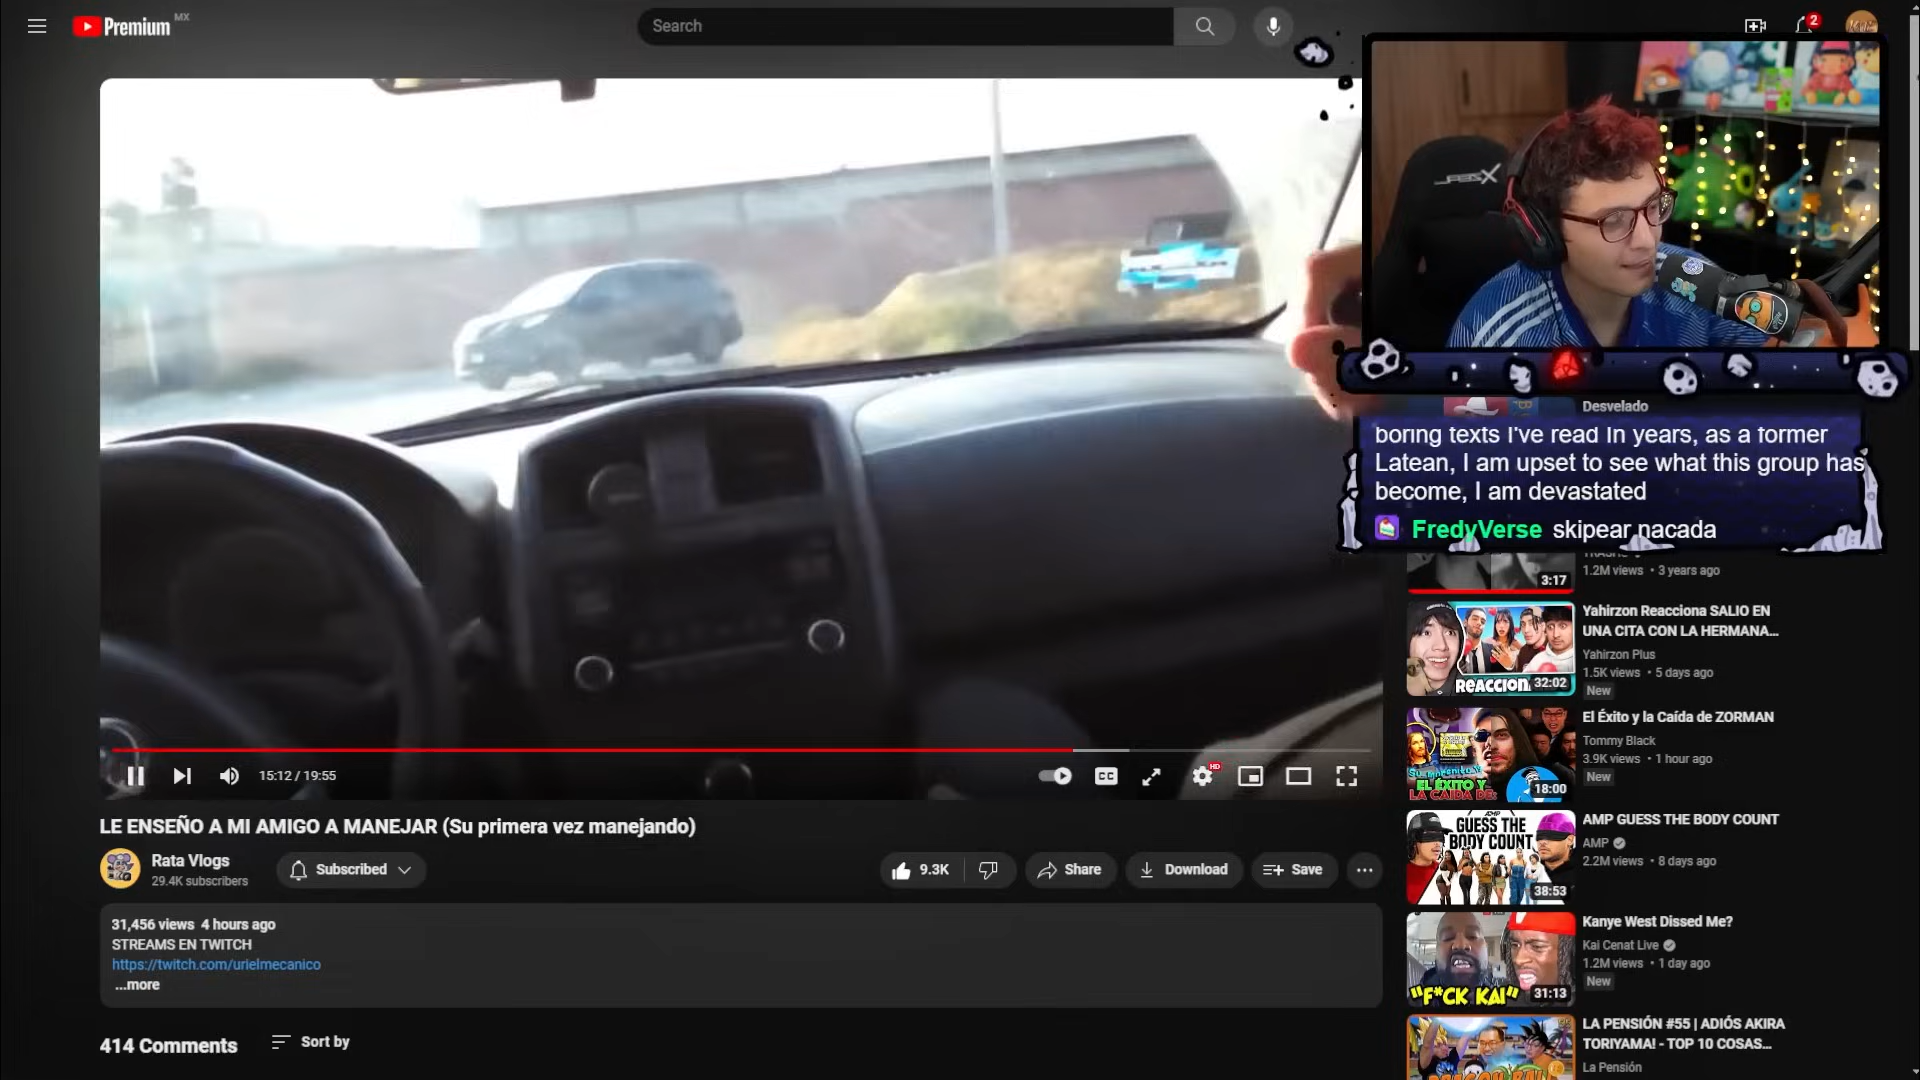 Premium MX
Search
2
Desvelado
boring texts I've read in years, as a former
Latean, I am upset to see what this group has
become, I am devastated
FredyVerse skipear nacada
3:17
1.2M views • 3 years ago
Yahirzon Reacciona SALIO EN
UNA CITA CON LA HERMANA...
Yahirzon Plus
1.5K views • 5 days ago
New
REACCION
32:02
El Éxito y la Caída de ZORMAN
Tommy Black
3.9K views • 1 hour ago
New
EL ÉXITO Y
LA CAÍDA DE:
18:00
AMP GUESS THE BODY COUNT
AMP
2.2M views • 8 days ago
GUESS THE
BODY COUNT
38:53
Kanye West Dissed Me?
Kai Cenat Live
1.2M views • 1 day ago
New
"F*CK KAI"
31:13
LA PENSIÓN #55 | ADIÓS AKIRA
TORIYAMA! - TOP 10 COSAS...
La Pensión
15:12 / 19:55
CC
HD
LE ENSEÑO A MI AMIGO A MANEJAR (Su primera vez manejando)
Rata Vlogs
29.4K subscribers
Subscribed
9.3K
Share
Download
Save
31,456 views 4 hours ago
STREAMS EN TWITCH
https://twitch.com/urielmecanico
...more
414 Comments
Sort by